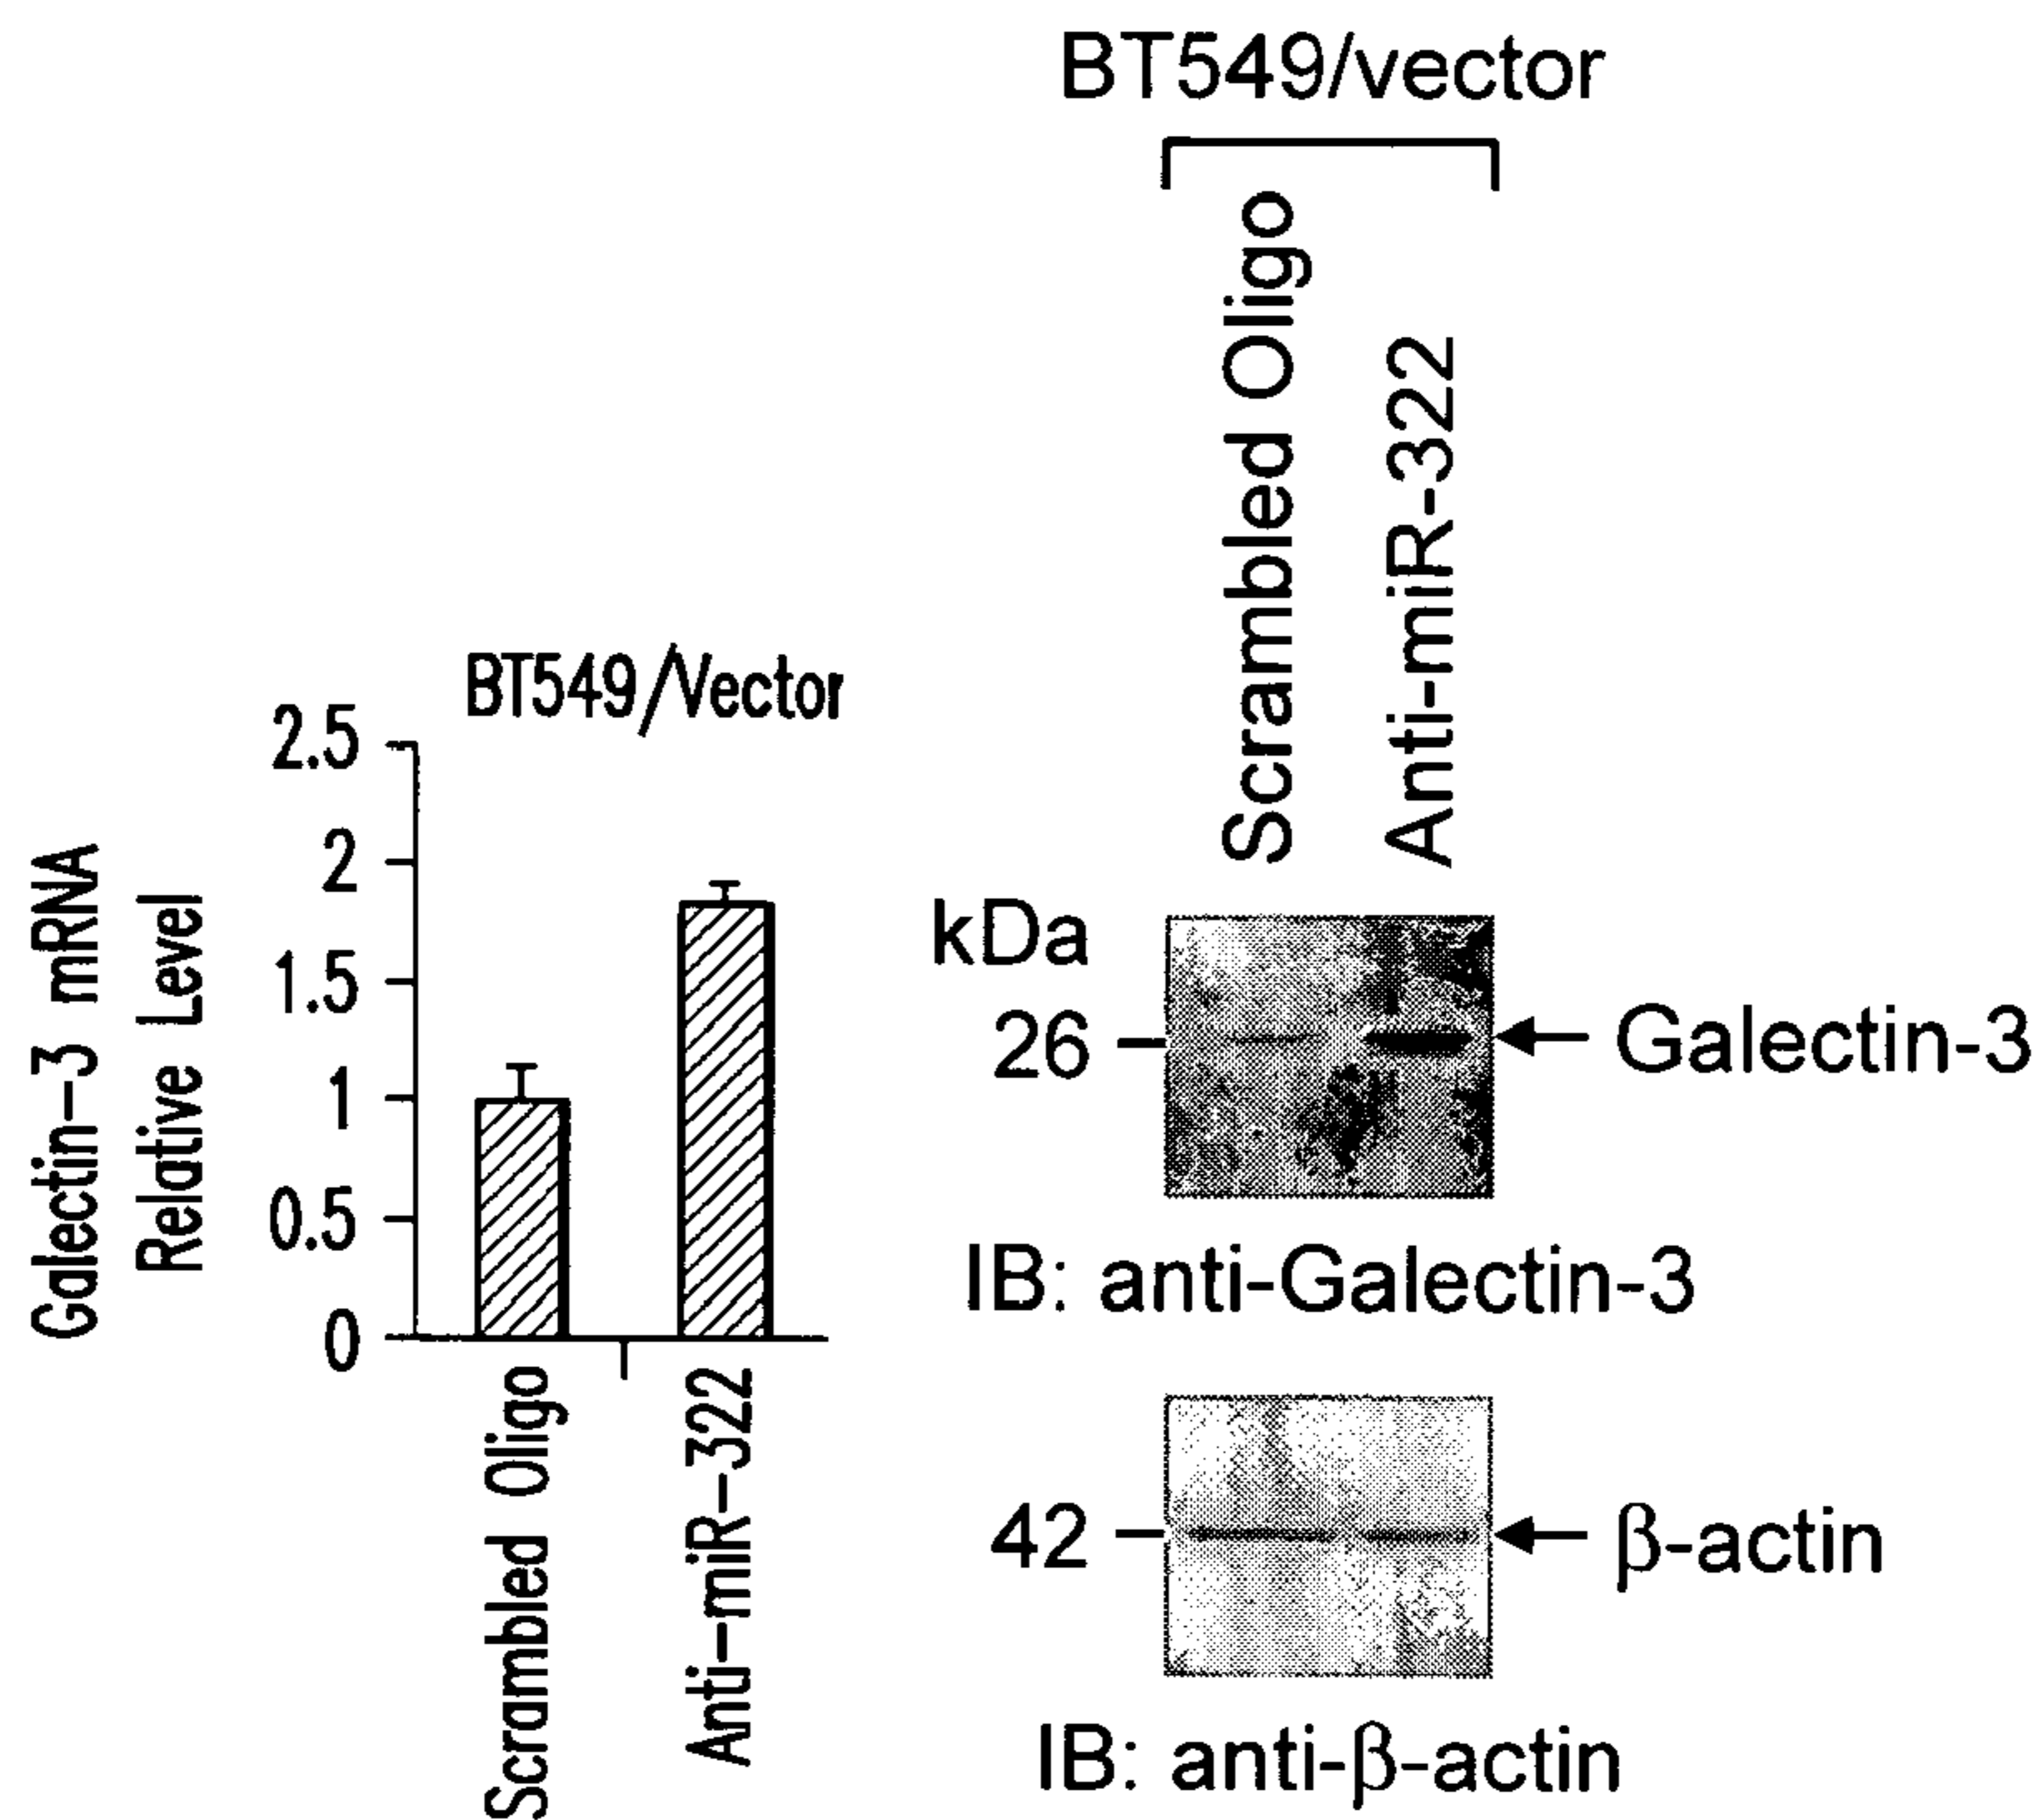 BT549/Vector
Galectin-3 mRNA
Relative Level
2.5
2
1.5
1
0.5
0
Scrambled Oligo
Anti-miR-322
BT549/vector
Scrambled Oligo
Anti-miR-322
kDa
26
Galectin-3
IB: anti-Galectin-3
42
β-actin
IB: anti-β-actin